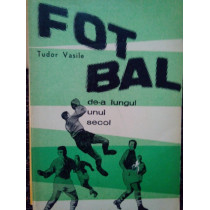 FOT
Tudor Vasile
BAL
de-a lungul
unui
secol